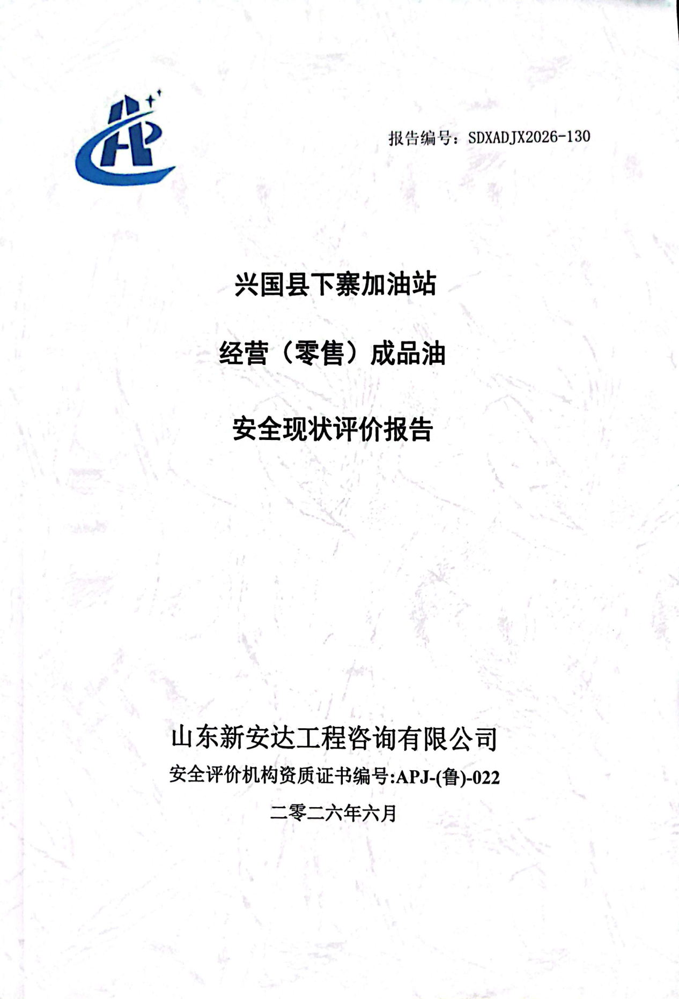 报告编号：SDXADJX2026-130
兴国县下寨加油站
经营（零售）成品油
安全现状评价报告
山东新安达工程咨询有限公司
安全评价机构资质证书编号:APJ-(鲁)-022
二零二六年六月